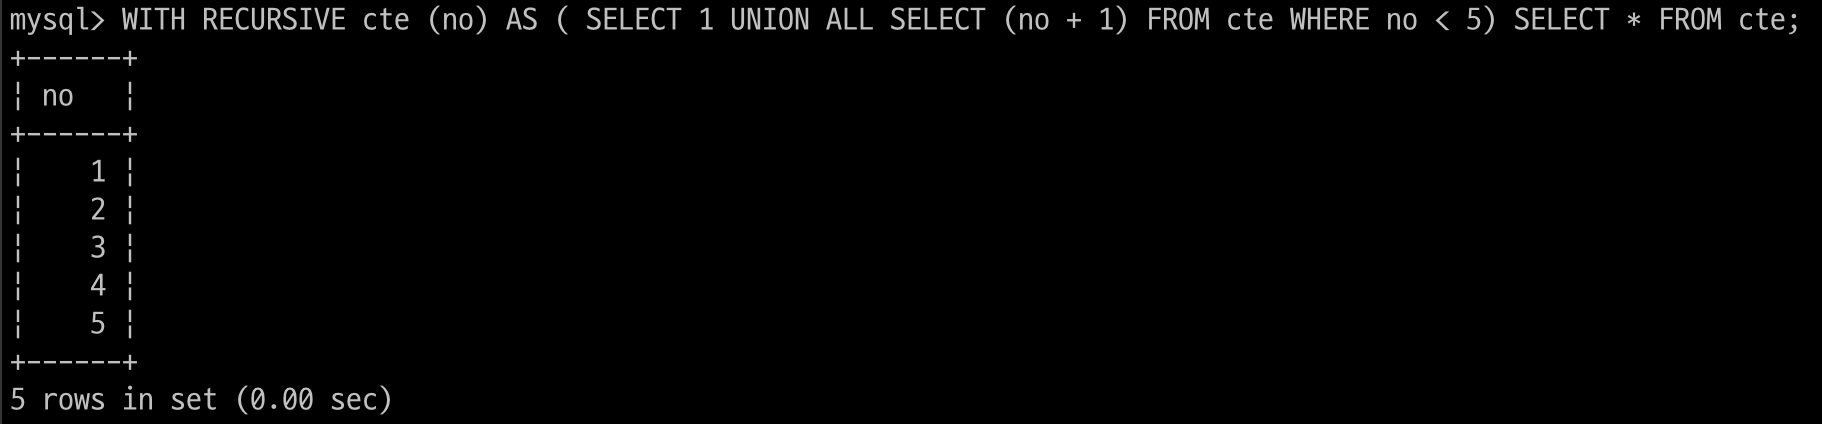 mysql> WITH RECURSIVE cte (no) AS ( SELECT 1 UNION ALL SELECT (no + 1) FROM cte WHERE no < 5) SELECT * FROM cte;
+------+
¦ no   ¦
+------+
¦    1 ¦
¦    2 ¦
¦    3 ¦
¦    4 ¦
¦    5 ¦
+------+
5 rows in set (0.00 sec)